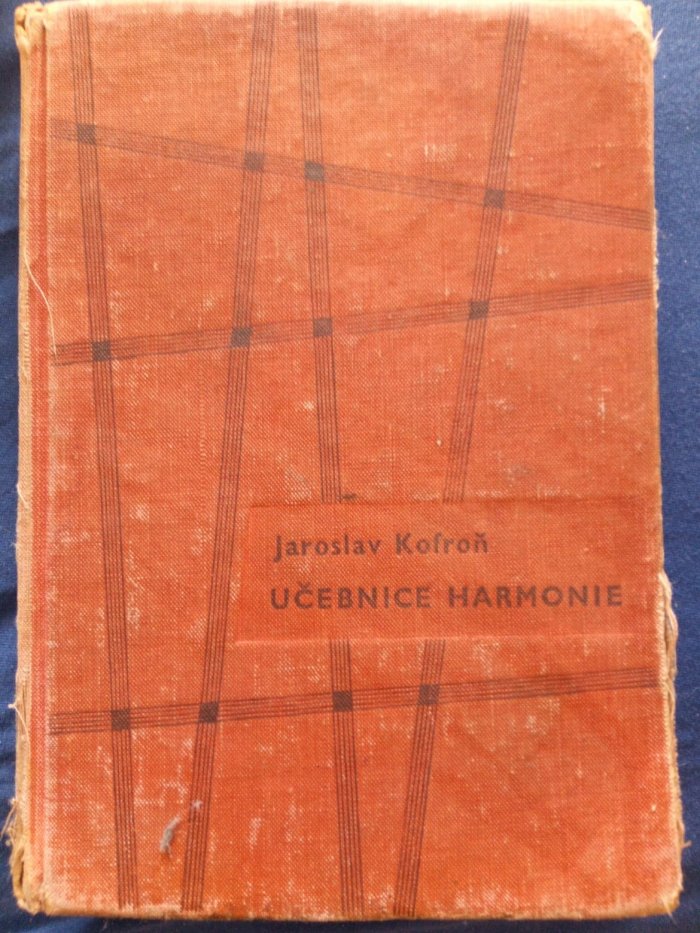 Jaroslav Kofroň
UČEBNICE HARMONIE